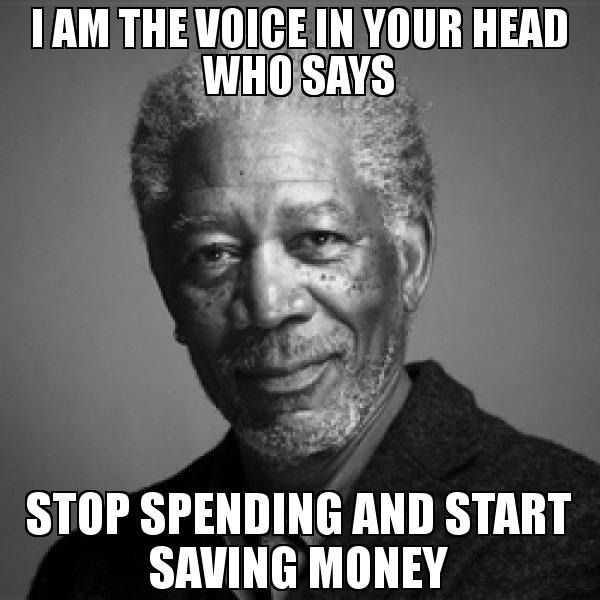 I AM THE VOICE IN YOUR HEAD
WHO SAYS
STOP SPENDING AND START
SAVING MONEY